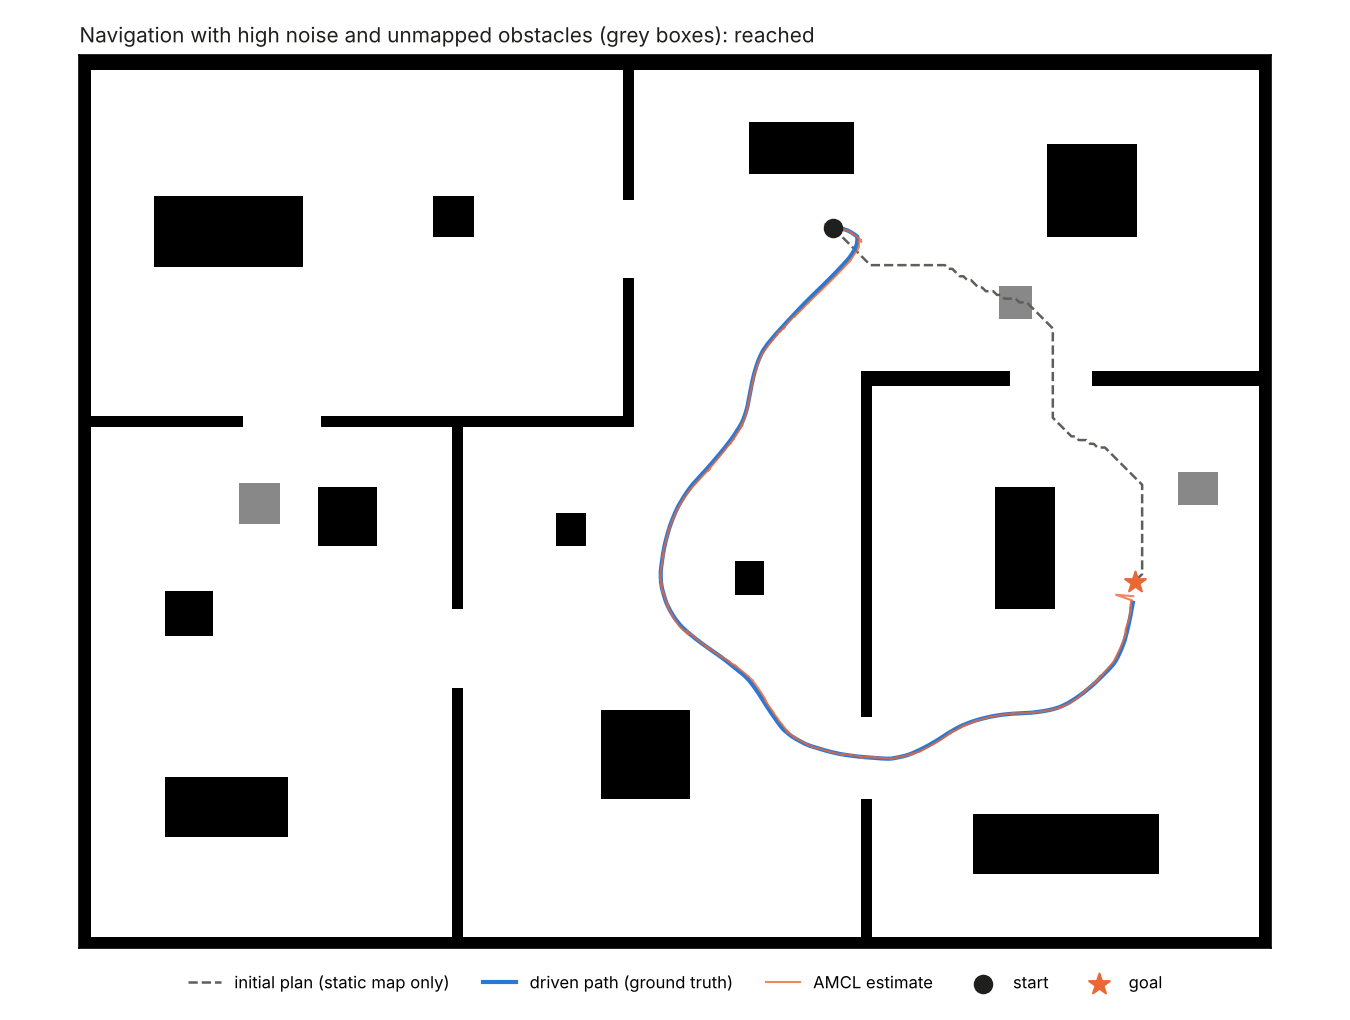 Navigation with high noise and unmapped obstacles (grey boxes): reached
initial plan (static map only) driven path (ground truth) AMCL estimate start goal